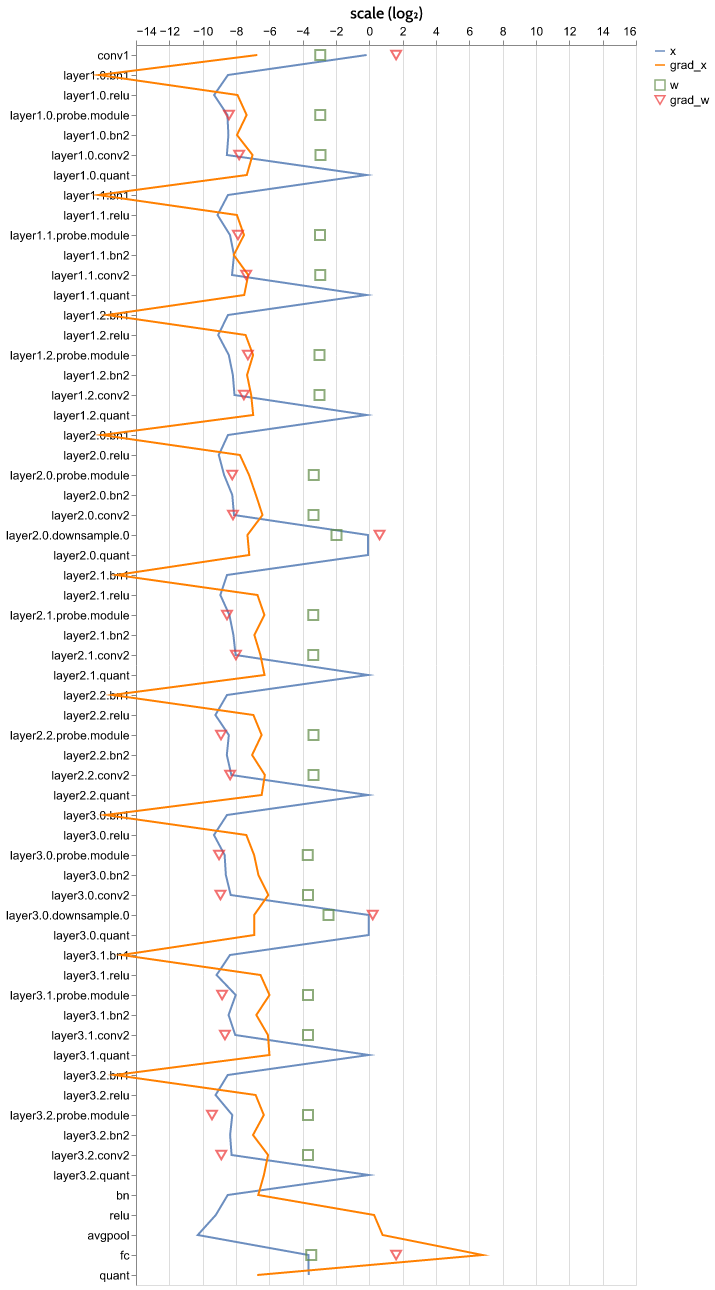 scale (log₂)
−14 −12 −10 −8 −6 −4 −2 0 2 4 6 8 10 12 14 16
x
grad_x
w
grad_w
conv1
layer1.0.bn1
layer1.0.relu
layer1.0.probe.module
layer1.0.bn2
layer1.0.conv2
layer1.0.quant
layer1.1.bn1
layer1.1.relu
layer1.1.probe.module
layer1.1.bn2
layer1.1.conv2
layer1.1.quant
layer1.2.bn1
layer1.2.relu
layer1.2.probe.module
layer1.2.bn2
layer1.2.conv2
layer1.2.quant
layer2.0.bn1
layer2.0.relu
layer2.0.probe.module
layer2.0.bn2
layer2.0.conv2
layer2.0.downsample.0
layer2.0.quant
layer2.1.bn1
layer2.1.relu
layer2.1.probe.module
layer2.1.bn2
layer2.1.conv2
layer2.1.quant
layer2.2.bn1
layer2.2.relu
layer2.2.probe.module
layer2.2.bn2
layer2.2.conv2
layer2.2.quant
layer3.0.bn1
layer3.0.relu
layer3.0.probe.module
layer3.0.bn2
layer3.0.conv2
layer3.0.downsample.0
layer3.0.quant
layer3.1.bn1
layer3.1.relu
layer3.1.probe.module
layer3.1.bn2
layer3.1.conv2
layer3.1.quant
layer3.2.bn1
layer3.2.relu
layer3.2.probe.module
layer3.2.bn2
layer3.2.conv2
layer3.2.quant
bn
relu
avgpool
fc
quant